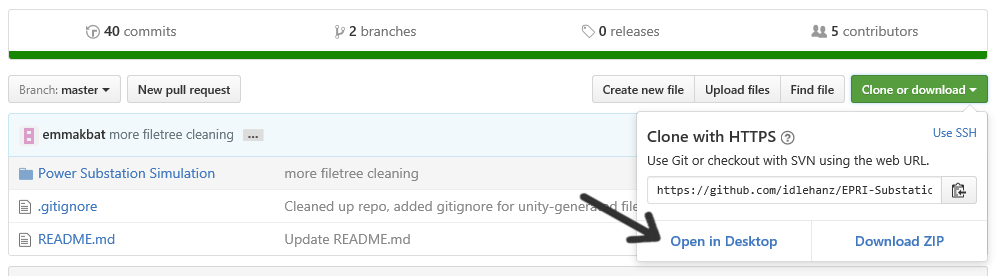 40 commits 2 branches 0 releases 5 contributors
Branch: master New pull request Create new file Upload files Find file Clone or download
emmakbat more filetree cleaning ...
Power Substation Simulation more filetree cleaning
.gitignore Cleaned up repo, added gitignore for unity-generated file
README.md Update README.md
Clone with HTTPS ? Use SSH
Use Git or checkout with SVN using the web URL.
https://github.com/idlehanz/EPRI-Substatic
Open in Desktop Download ZIP